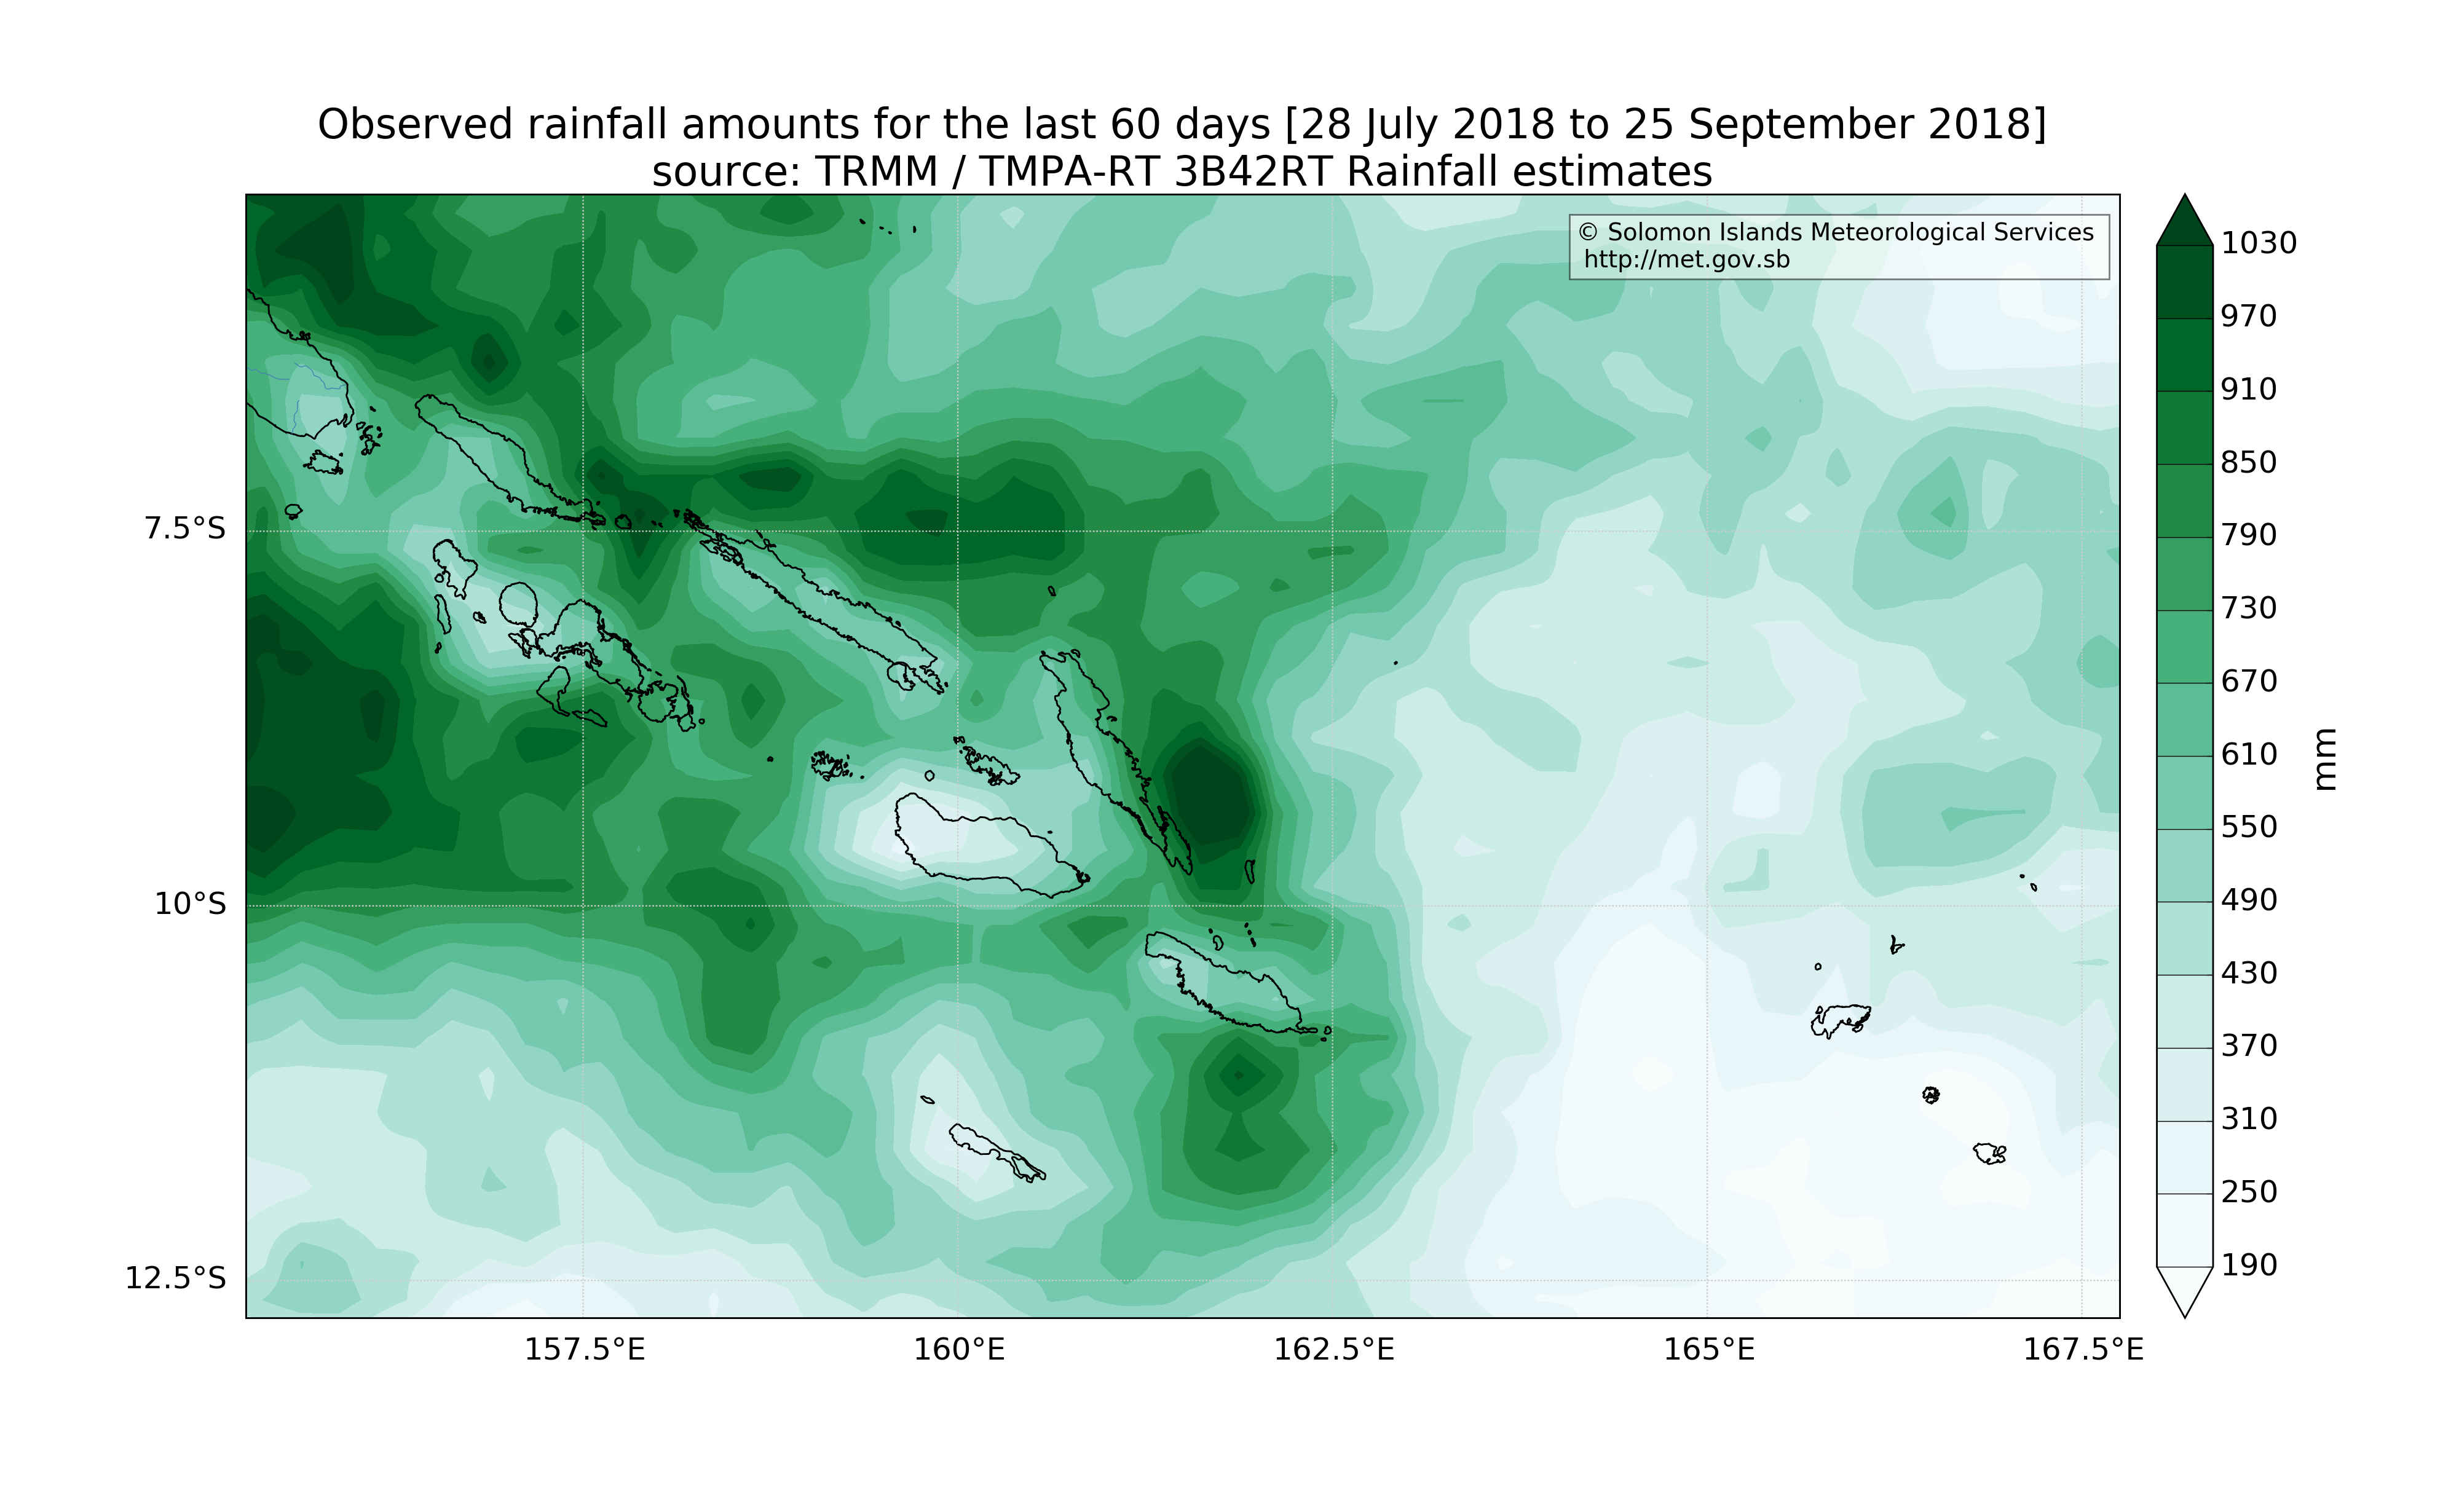 Observed rainfall amounts for the last 60 days [28 July 2018 to 25 September 2018]
source: TRMM / TMPA-RT 3B42RT Rainfall estimates
© Solomon Islands Meteorological Services
http://met.gov.sb
7.5°S
10°S
12.5°S
157.5°E
160°E
162.5°E
165°E
167.5°E
1030
970
910
850
790
730
670
610
550
490
430
370
310
250
190
mm